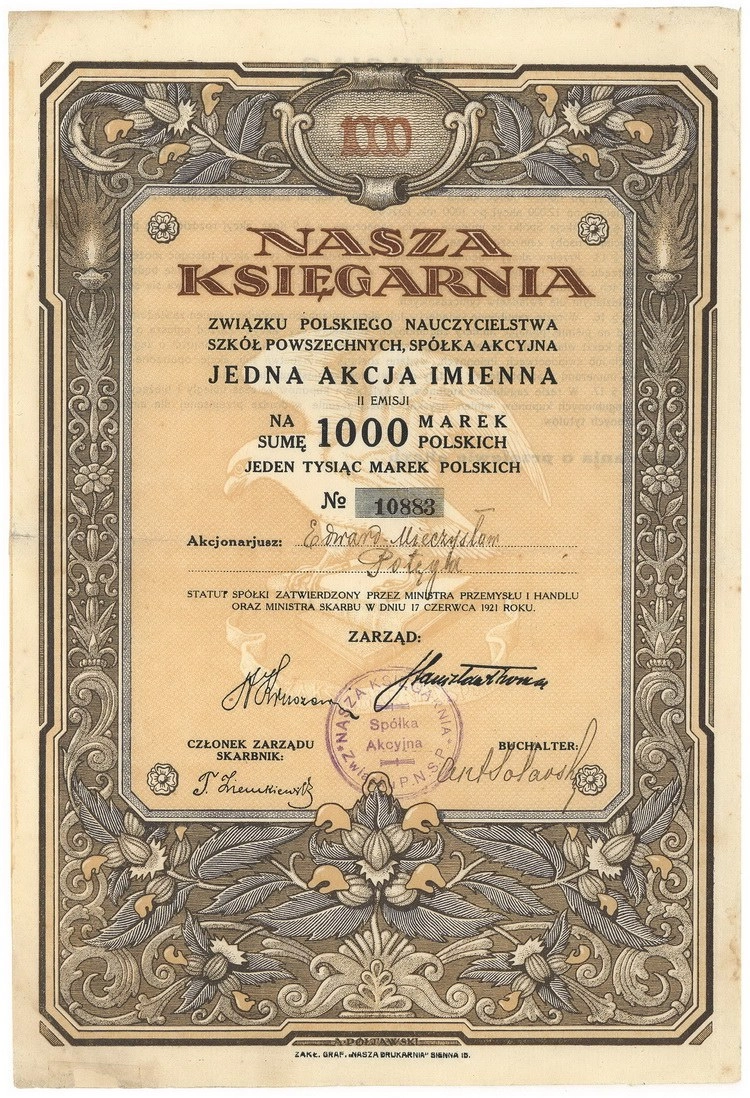 1000
NASZA
KSIĘGARNIA
ZWIĄZKU POLSKIEGO NAUCZYCIELSTWA
SZKÓŁ POWSZECHNYCH, SPÓŁKA AKCYJNA
JEDNA AKCJA IMIENNA
II EMISJI
NA SUMĘ 1000 MAREK POLSKICH
JEDEN TYSIĄC MAREK POLSKICH
№ 10883
Akcjonarjusz: Edward-Mieczysław
STATUT SPÓŁKI ZATWIERDZONY PRZEZ MINISTRA PRZEMYSŁU I HANDLU
ORAZ MINISTRA SKARBU W DNIU 17 CZERWCA 1921 ROKU.
ZARZĄD:
NASZA KSIĘGARNIA
Spółka
Akcyjna
P.N.S.P.
CZŁONEK ZARZĄDU
SKARBNIK:
BUCHALTER:
A. PÓŁTAWSKI
ZAKŁ. GRAF. „NASZA DRUKARNIA" SIENNA 15.